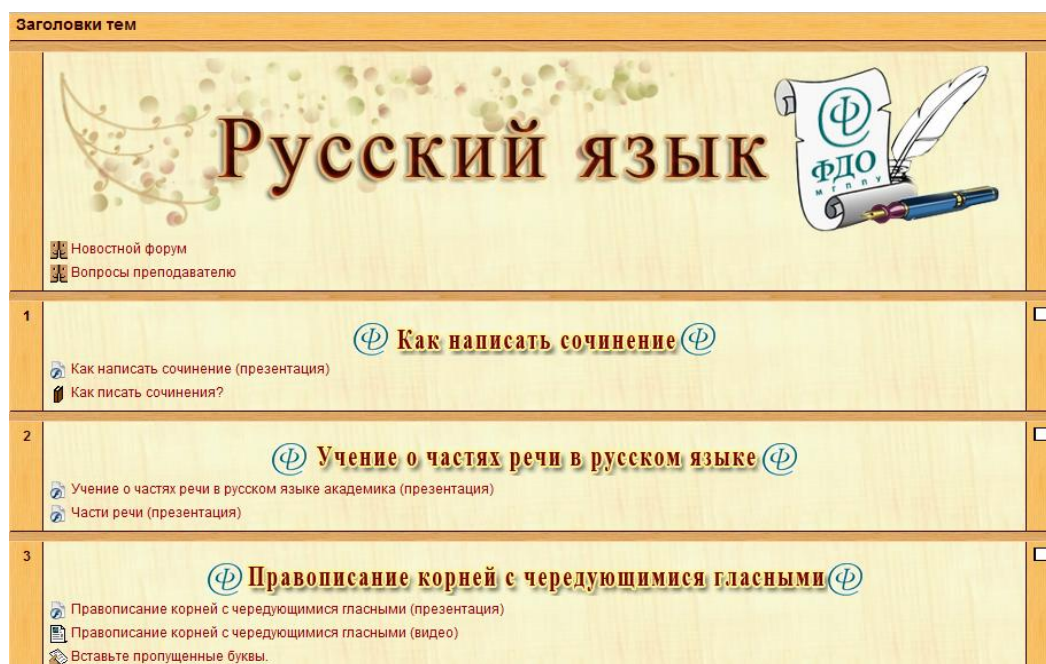 Заголовки тем
Русский язык
Ф
ФДО
МГППУ
Новостной форум
Вопросы преподавателю
1
Ф Как написать сочинение Ф
Как написать сочинение (презентация)
Как писать сочинения?
2
Ф Учение о частях речи в русском языке Ф
Учение о частях речи в русском языке академика (презентация)
Части речи (презентация)
3
Ф Правописание корней с чередующимися гласными Ф
Правописание корней с чередующимися гласными (презентация)
Правописание корней с чередующимися гласными (видео)
Вставьте пропущенные буквы.